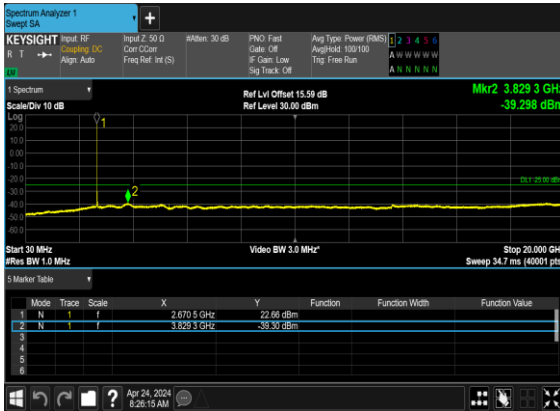 Spectrum Analyzer 1
Swept SA
+
KEYSIGHT Input: RF Input Z: 50 Ω #Atten: 30 dB PNO: Fast Avg Type: Power (RMS) 1 2 3 4 5 6
R T Coupling: DC Corr CCorr Gate: Off Avg|Hold: 100/100 A W W W W W
Align: Auto Freq Ref: Int (S) IF Gain: Low Trig: Free Run
Sig Track: Off A N N N N N
1 Spectrum Ref Lvl Offset 15.59 dB Mkr2 3.829 3 GHz
Scale/Div 10 dB Ref Level 30.00 dBm -39.298 dBm
Log
20.0
10.0
0.00
-10.0
-20.0
-30.0
-40.0
-50.0
-60.0
1
2
DL1 -25.00 dBm
Start 30 MHz Video BW 3.0 MHz* Stop 20.000 GHz
#Res BW 1.0 MHz Sweep 34.7 ms (40001 pts)
5 Marker Table
Mode Trace Scale X Y Function Function Width Function Value
1 N 1 f 2.670 5 GHz 22.66 dBm
2 N 1 f 3.829 3 GHz -39.30 dBm
3
4
5
6
?
Apr 24, 2024
8:26:15 AM